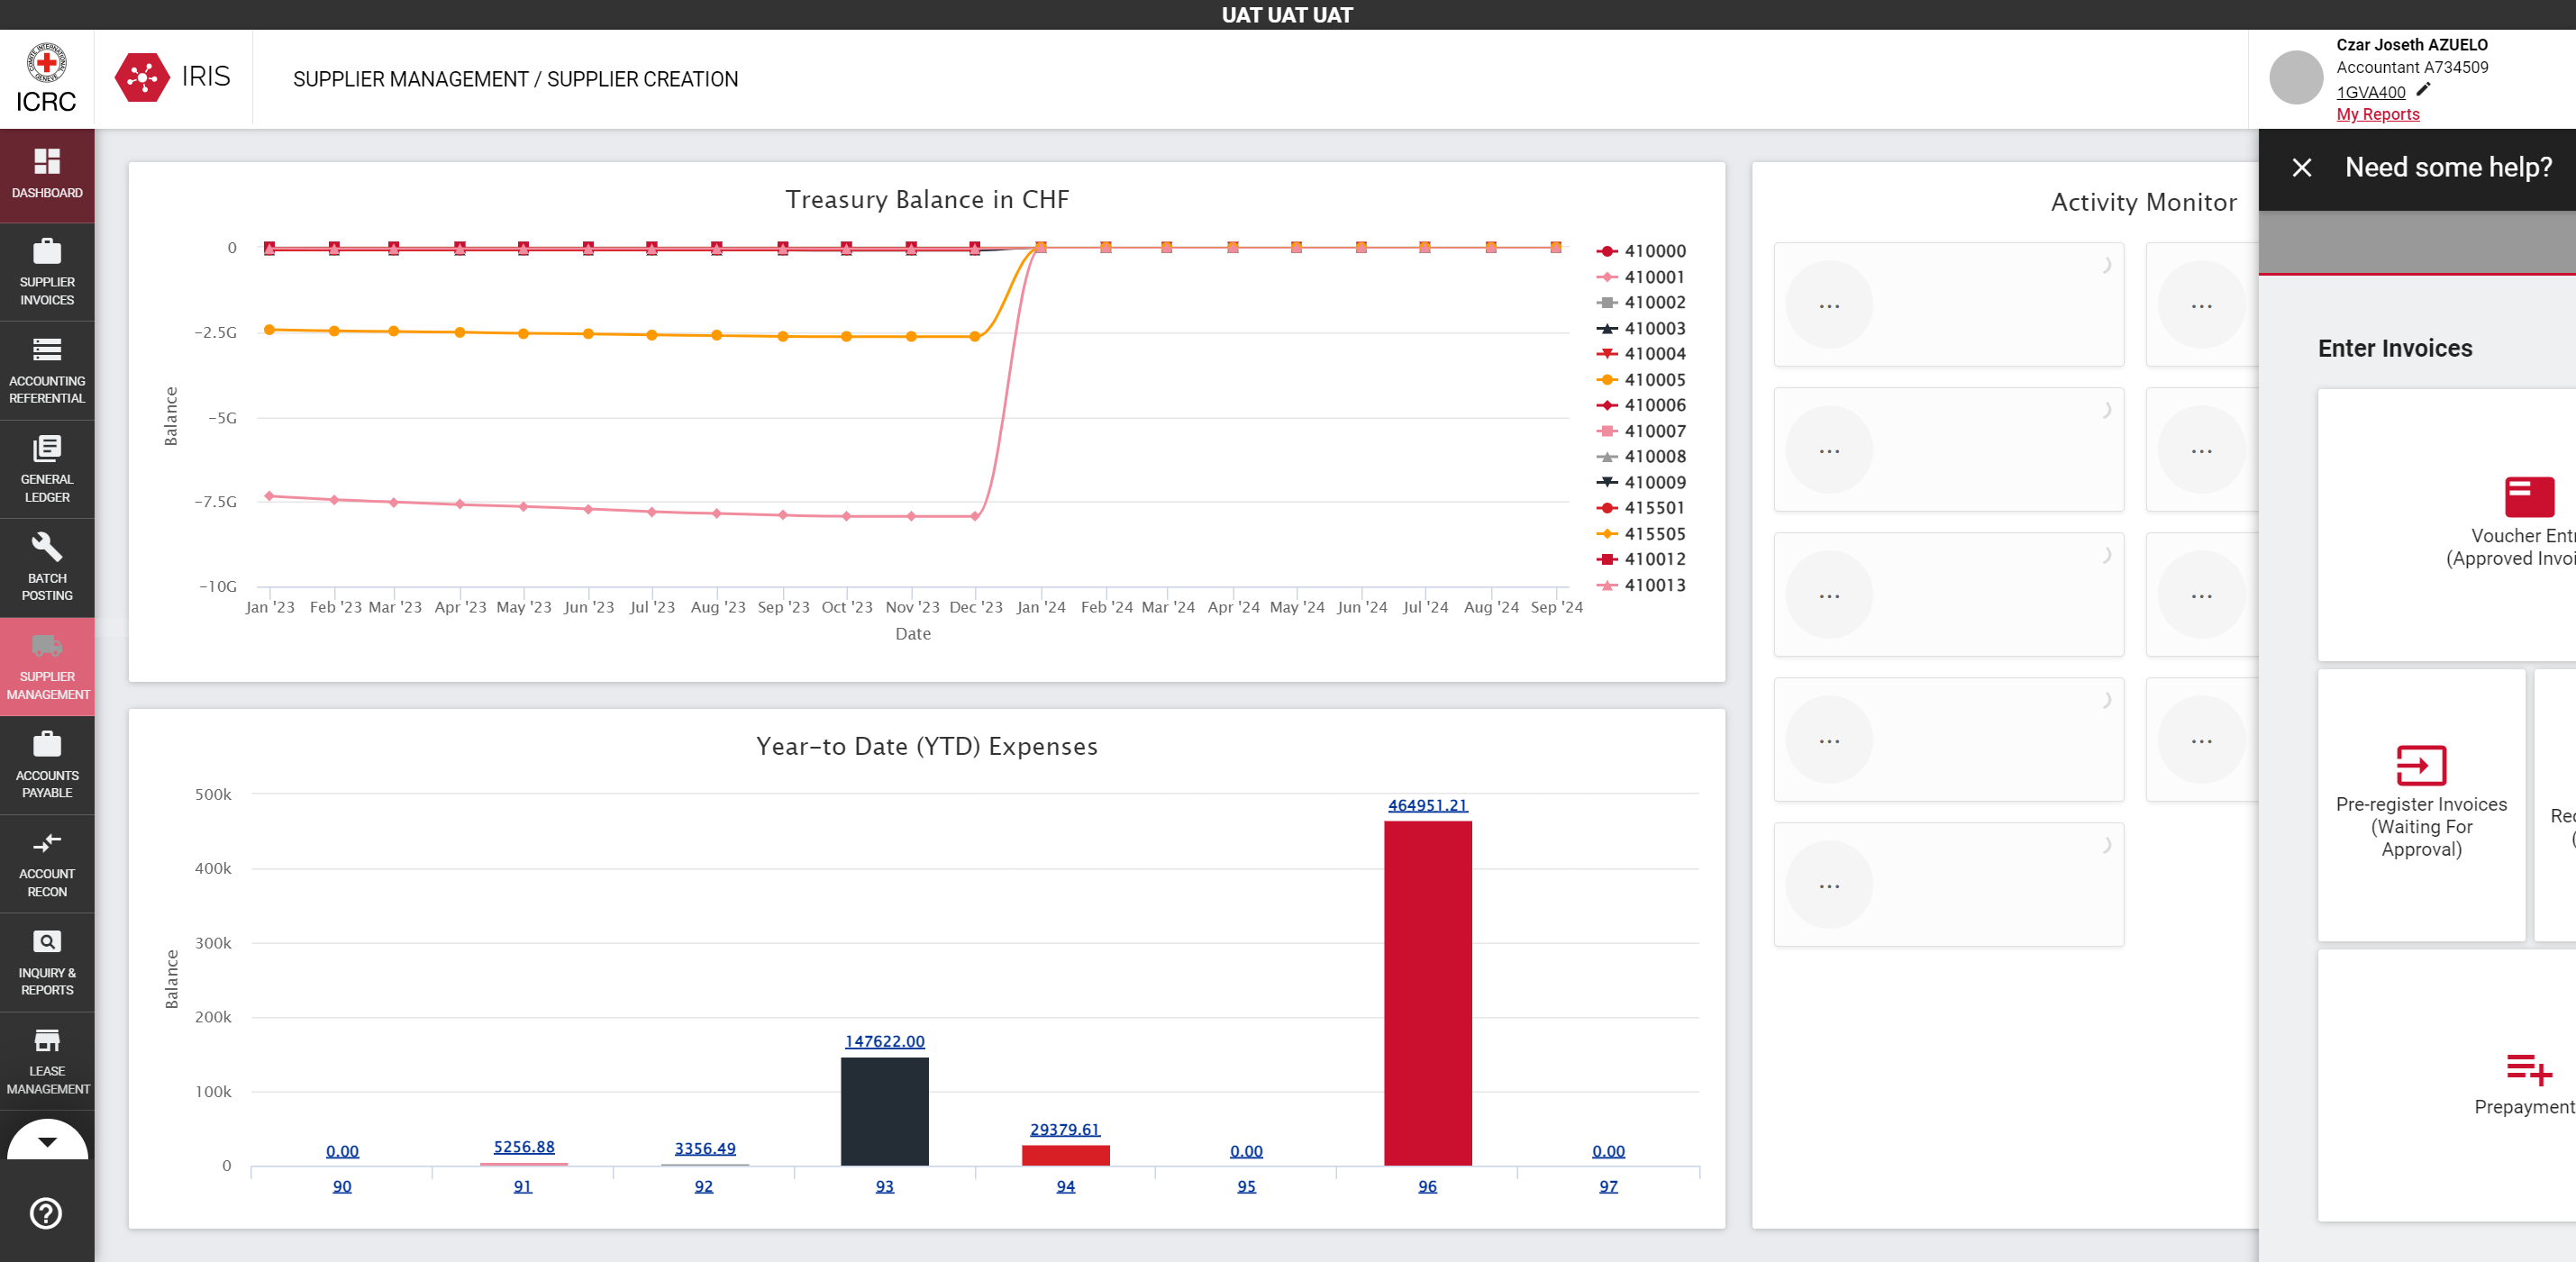 UAT UAT UAT
ICRC
IRIS
SUPPLIER MANAGEMENT / SUPPLIER CREATION
Czar Joseth AZUELO
Accountant A734509
1GVA400
My Reports
DASHBOARD
SUPPLIER
INVOICES
ACCOUNTING
REFERENTIAL
GENERAL
LEDGER
BATCH
POSTING
SUPPLIER
MANAGEMENT
ACCOUNTS
PAYABLE
ACCOUNT
RECON
INQUIRY &
REPORTS
LEASE
MANAGEMENT
Treasury Balance in CHF
0
-2.5G
-5G
-7.5G
-10G
Balance
Jan '23 Feb '23 Mar '23 Apr '23 May '23 Jun '23 Jul '23 Aug '23 Sep '23 Oct '23 Nov '23 Dec '23 Jan '24 Feb '24 Mar '24 Apr '24 May '24 Jun '24 Jul '24 Aug '24 Sep '24
Date
410000
410001
410002
410003
410004
410005
410006
410007
410008
410009
415501
415505
410012
410013
Year-to Date (YTD) Expenses
500k
400k
300k
200k
100k
0
Balance
0.00 5256.88 3356.49 147622.00 29379.61 0.00 464951.21 0.00
90 91 92 93 94 95 96 97
Activity Monitor
... ...
... ...
... ...
... ...
...
Need some help?
Enter Invoices
Voucher Entr
(Approved Invoi
Pre-register Invoices
(Waiting For
Approval)
Rec
(
Prepayment